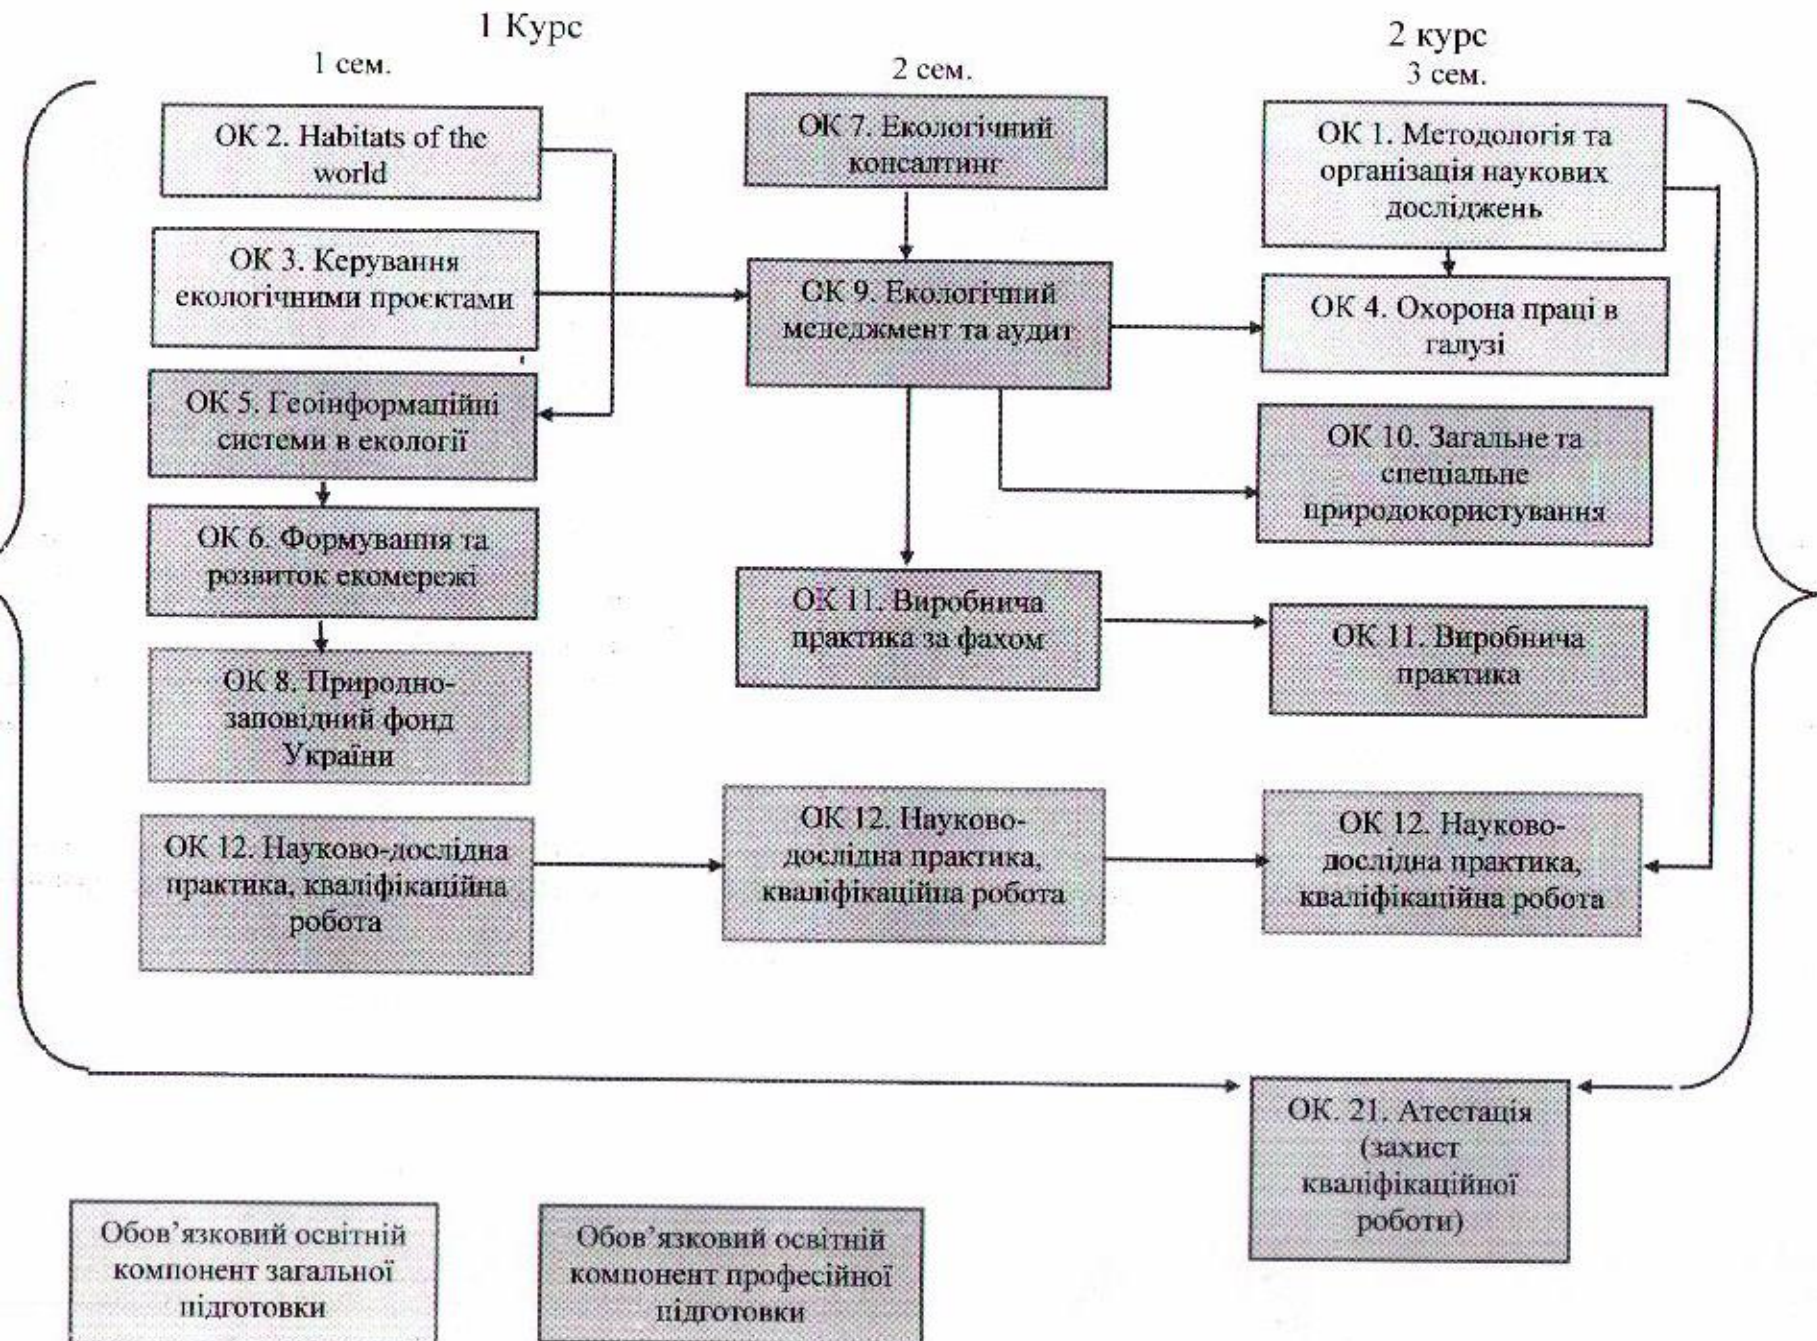 1 Курс
2 курс
1 сем.
2 сем.
3 сем.
ОК 2. Habitats of the
world
ОК 3. Керування
екологічними проєктами
ОК 5. Геоінформаційні
системи в екології
ОК 6. Формування та
розвиток екомережі
ОК 8. Природно-
заповідний фонд
України
ОК 12. Науково-дослідна
практика, кваліфікаційна
робота
ОК 7. Екологічний
консалтинг
ОК 9. Екологічний
менеджмент та аудит
ОК 11. Виробнича
практика за фахом
ОК 12. Науково-
дослідна практика,
кваліфікаційна робота
ОК 1. Методологія та
організація наукових
досліджень
ОК 4. Охорона праці в
галузі
ОК 10. Загальне та
спеціальне
природокористування
ОК 11. Виробнича
практика
ОК 12. Науково-
дослідна практика,
кваліфікаційна робота
ОК. 21. Атестація
(захист
кваліфікаційної
роботи)
Обов’язковий освітній
компонент загальної
підготовки
Обов’язковий освітній
компонент професійної
підготовки